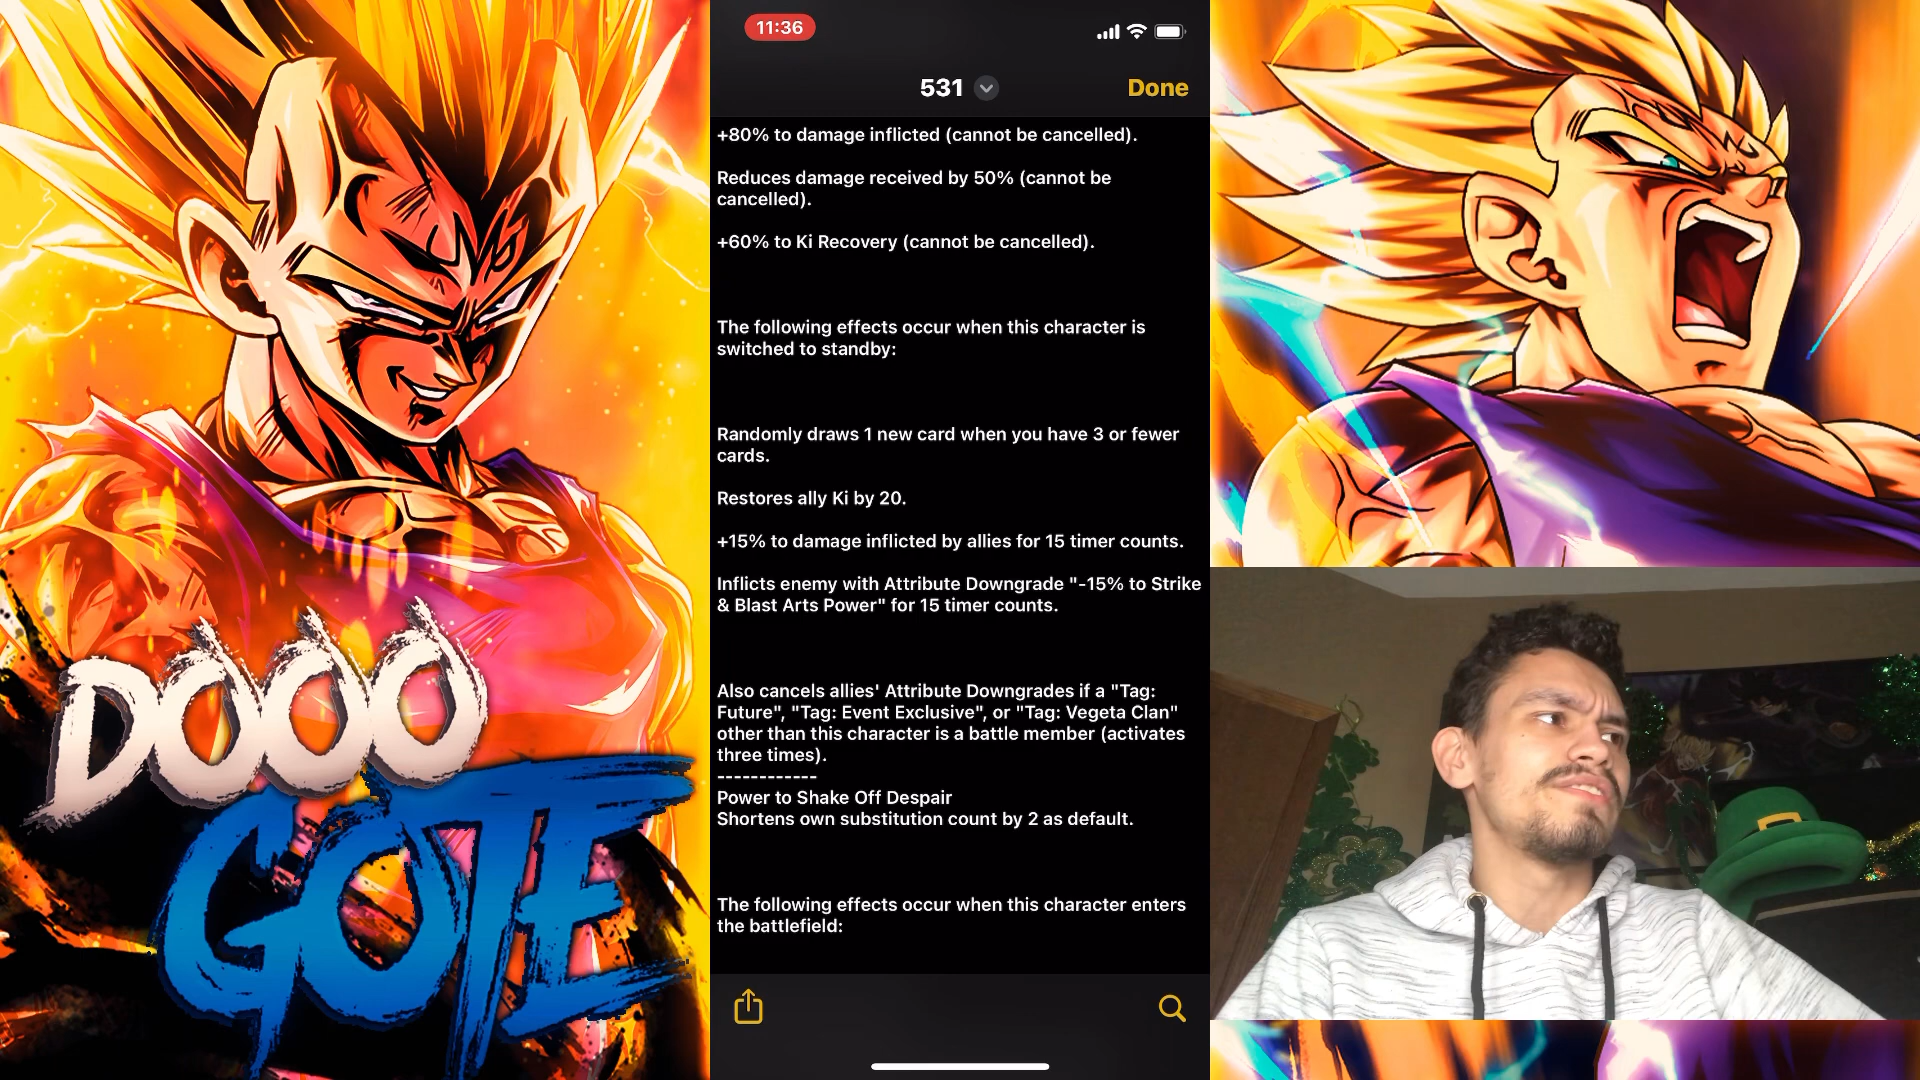 DOOO
GOTE
11:36
531
Done
+80% to damage inflicted (cannot be cancelled).
Reduces damage received by 50% (cannot be
cancelled).
+60% to Ki Recovery (cannot be cancelled).
The following effects occur when this character is
switched to standby:
Randomly draws 1 new card when you have 3 or fewer
cards.
Restores ally Ki by 20.
+15% to damage inflicted by allies for 15 timer counts.
Inflicts enemy with Attribute Downgrade "-15% to Strike
& Blast Arts Power" for 15 timer counts.
Also cancels allies' Attribute Downgrades if a "Tag:
Future", "Tag: Event Exclusive", or "Tag: Vegeta Clan"
other than this character is a battle member (activates
three times).
------------
Power to Shake Off Despair
Shortens own substitution count by 2 as default.
The following effects occur when this character enters
the battlefield: